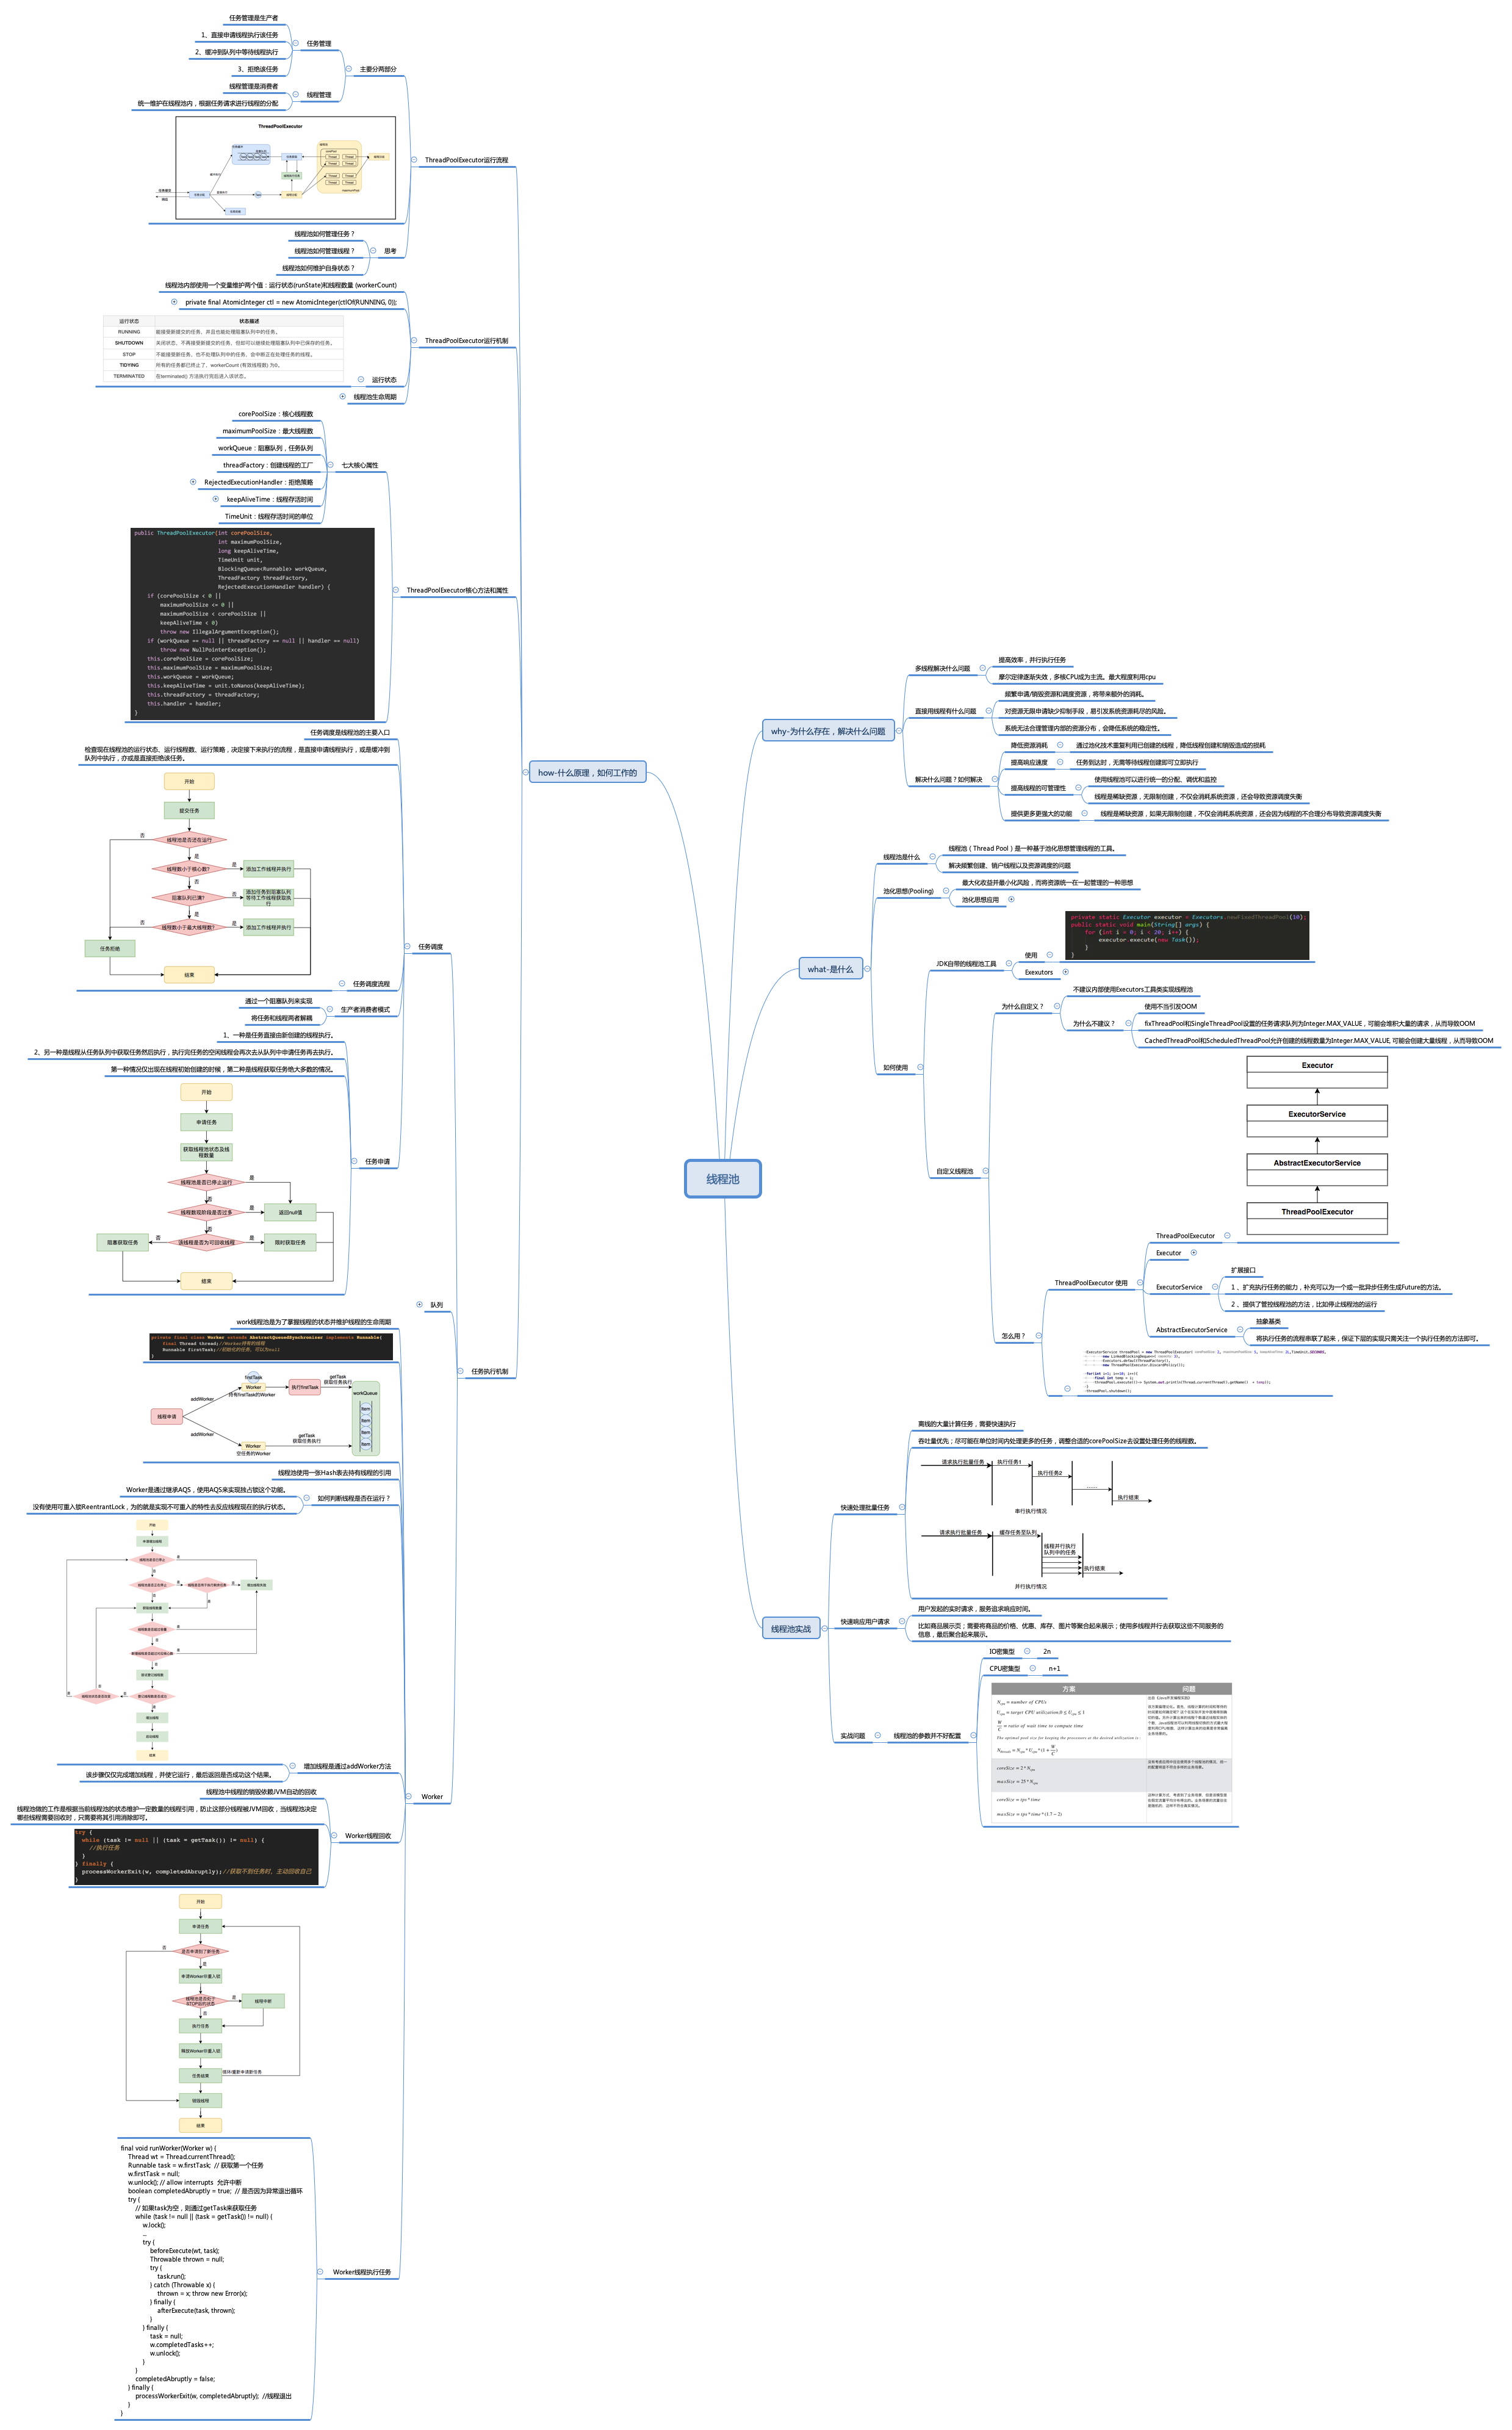 线程池
why-为什么存在，解决什么问题
多线程解决什么问题
提高效率，并行执行任务
摩尔定律逐渐失效，多核CPU成为主流。最大程度利用cpu
直接用线程有什么问题
频繁申请/销毁资源和调度资源，将带来额外的消耗。
对资源无限申请缺少抑制手段，易引发系统资源耗尽的风险。
系统无法合理管理内部的资源分布，会降低系统的稳定性。
解决什么问题？如何解决
降低资源消耗
通过池化技术重复利用已创建的线程，降低线程创建和销毁造成的损耗
提高响应速度
任务到达时，无需等待线程创建即可立即执行
提高线程的可管理性
使用线程池可以进行统一的分配、调优和监控
线程是稀缺资源，无限制创建，不仅会消耗系统资源，还会导致资源调度失衡
提供更多更强大的功能
线程是稀缺资源，如果无限制创建，不仅会消耗系统资源，还会因为线程的不合理分布导致资源调度失衡
what-是什么
线程池是什么
线程池（Thread Pool）是一种基于池化思想管理线程的工具。
解决频繁创建、销户线程以及资源调度的问题
池化思想(Pooling)
最大化收益并最小化风险，而将资源统一在一起管理的一种思想
池化思想应用
如何使用
JDK自带的线程池工具
使用
private static Executor executor = Executors.newFixedThreadPool(10);
public static void main(String[] args) {
for (int i = 0; i < 20; i++) {
executor.execute(new Task());
}
}
Exexutors
自定义线程池
为什么自定义？
不建议内部使用Executors工具类实现线程池
为什么不建议？
使用不当引发OOM
fixThreadPool和SingleThreadPool设置的任务请求队列为Integer.MAX_VALUE，可能会堆积大量的请求，从而导致OOM
CachedThreadPool和ScheduledThreadPool允许创建的线程数量为Integer.MAX_VALUE, 可能会创建大量线程，从而导致OOM
怎么用？
ThreadPoolExecutor 使用
Executor
ExecutorService
AbstractExecutorService
ThreadPoolExecutor
ThreadPoolExecutor
Executor
ExecutorService
扩展接口
1 、扩充执行任务的能力，补充可以为一个或一批异步任务生成Future的方法。
2 、提供了管控线程池的方法，比如停止线程池的运行
AbstractExecutorService
抽象基类
将执行任务的流程串联了起来，保证下层的实现只需关注一个执行任务的方法即可。
线程池实战
快速处理批量任务
离线的大量计算任务，需要快速执行
吞吐量优先；尽可能在单位时间内处理更多的任务，调整合适的corePoolSize去设置处理任务的线程数。
请求执行批量任务
执行任务1
执行任务2
......
执行结束
串行执行情况
请求执行批量任务
缓存任务至队列
线程并行执行
队列中的任务
执行结束
并行执行情况
快速响应用户请求
用户发起的实时请求，服务追求响应时间。
比如商品展示页；需要将商品的价格、优惠、库存、图片等聚合起来展示；使用多线程并行去获取这些不同服务的
信息，最后聚合起来展示。
实战问题
线程池的参数并不好配置
IO密集型
2n
CPU密集型
n+1
方案 问题
how-什么原理，如何工作的
ThreadPoolExecutor运行流程
主要分两部分
任务管理
任务管理是生产者
1、直接申请线程执行该任务
2、缓冲到队列中等待线程执行
3、拒绝该任务
线程管理
线程管理是消费者
统一维护在线程池内，根据任务请求进行线程的分配
ThreadPoolExecutor
思考
线程池如何管理任务？
线程池如何管理线程？
线程池如何维护自身状态？
ThreadPoolExecutor运行机制
线程池内部使用一个变量维护两个值：运行状态(runState)和线程数量 (workerCount)
private final AtomicInteger ctl = new AtomicInteger(ctlOf(RUNNING, 0));
运行状态
运行状态 状态描述
RUNNING 能接受新提交的任务，并且也能处理阻塞队列中的任务。
SHUTDOWN 关闭状态，不再接受新提交的任务，但却可以继续处理阻塞队列中已保存的任务。
STOP 不能接受新任务，也不处理队列中的任务，会中断正在处理任务的线程。
TIDYING 所有的任务都已终止了，workerCount (有效线程数) 为0。
TERMINATED 在terminated() 方法执行完后进入该状态。
线程池生命周期
ThreadPoolExecutor核心方法和属性
七大核心属性
corePoolSize：核心线程数
maximumPoolSize：最大线程数
workQueue：阻塞队列，任务队列
threadFactory：创建线程的工厂
RejectedExecutionHandler：拒绝策略
keepAliveTime：线程存活时间
TimeUnit：线程存活时间的单位
public ThreadPoolExecutor(int corePoolSize,
int maximumPoolSize,
long keepAliveTime,
TimeUnit unit,
BlockingQueue<Runnable> workQueue,
ThreadFactory threadFactory,
RejectedExecutionHandler handler) {
if (corePoolSize < 0 ||
maximumPoolSize <= 0 ||
maximumPoolSize < corePoolSize ||
keepAliveTime < 0)
throw new IllegalArgumentException();
if (workQueue == null || threadFactory == null || handler == null)
throw new NullPointerException();
this.corePoolSize = corePoolSize;
this.maximumPoolSize = maximumPoolSize;
this.workQueue = workQueue;
this.keepAliveTime = unit.toNanos(keepAliveTime);
this.threadFactory = threadFactory;
this.handler = handler;
}
任务执行机制
任务调度
任务调度是线程池的主要入口
检查现在线程池的运行状态、运行线程数、运行策略，决定接下来执行的流程，是直接申请线程执行，或是缓冲到
队列中执行，亦或是直接拒绝该任务。
任务调度流程
开始
提交任务
线程池是否还在运行
否
是
线程数小于核心数?
是
添加工作线程并执行
否
阻塞队列已满?
否
添加任务到阻塞队列
等待工作线程获取执
行
是
线程数小于最大线程数?
是
添加工作线程并执行
否
任务拒绝
结束
生产者消费者模式
通过一个阻塞队列来实现
将任务和线程两者解耦
任务申请
1、一种是任务直接由新创建的线程执行。
2、另一种是线程从任务队列中获取任务然后执行，执行完任务的空闲线程会再次去从队列中申请任务再去执行。
第一种情况仅出现在线程初始创建的时候，第二种是线程获取任务绝大多数的情况。
开始
申请任务
获取线程池状态及线
程数量
线程池是否已停止运行
是
否
线程数现阶段是否过多
是
返回null值
否
该线程是否为可回收线程
是
限时获取任务
否
阻塞获取任务
结束
队列
Worker
work线程池是为了掌握线程的状态并维护线程的生命周期
private final class Worker extends AbstractQueuedSynchronizer implements Runnable{
final Thread thread;//Worker持有的线程
Runnable firstTask;//初始化的任务，可以为null
}
线程申请
addWorker
addWorker
firstTask
Worker
持有firstTask的Worker
执行firstTask
getTask
获取任务执行
workQueue
item
item
item
item
Worker
空任务的Worker
getTask
获取任务执行
线程池使用一张Hash表去持有线程的引用
如何判断线程是否在运行？
Worker是通过继承AQS，使用AQS来实现独占锁这个功能。
没有使用可重入锁ReentrantLock，为的就是实现不可重入的特性去反应线程现在的执行状态。
增加线程是通过addWorker方法
该步骤仅仅完成增加线程，并使它运行，最后返回是否成功这个结果。
Worker线程回收
线程池中线程的销毁依赖JVM自动的回收
线程池做的工作是根据当前线程池的状态维护一定数量的线程引用，防止这部分线程被JVM回收，当线程池决定
哪些线程需要回收时，只需要将其引用消除即可。
try {
while (task != null || (task = getTask()) != null) {
//执行任务
}
} finally {
processWorkerExit(w, completedAbruptly);//获取不到任务时，主动回收自己
}
Worker线程执行任务
开始
申请任务
是否申请到了新任务
否
是
申请Worker非重入锁
线程池是否处于
STOP后的状态
是
线程中断
否
执行任务
释放Worker非重入锁
任务结束
循环/重新申请新任务
销毁线程
结束
final void runWorker(Worker w) {
Thread wt = Thread.currentThread();
Runnable task = w.firstTask; // 获取第一个任务
w.firstTask = null;
w.unlock(); // allow interrupts 允许中断
boolean completedAbruptly = true; // 是否因为异常退出循环
try {
// 如果task为空，则通过getTask来获取任务
while (task != null || (task = getTask()) != null) {
w.lock();
...
try {
beforeExecute(wt, task);
Throwable thrown = null;
try {
task.run();
} catch (Throwable x) {
thrown = x; throw new Error(x);
} finally {
afterExecute(task, thrown);
}
} finally {
task = null;
w.completedTasks++;
w.unlock();
}
}
completedAbruptly = false;
} finally {
processWorkerExit(w, completedAbruptly); //线程退出
}
}